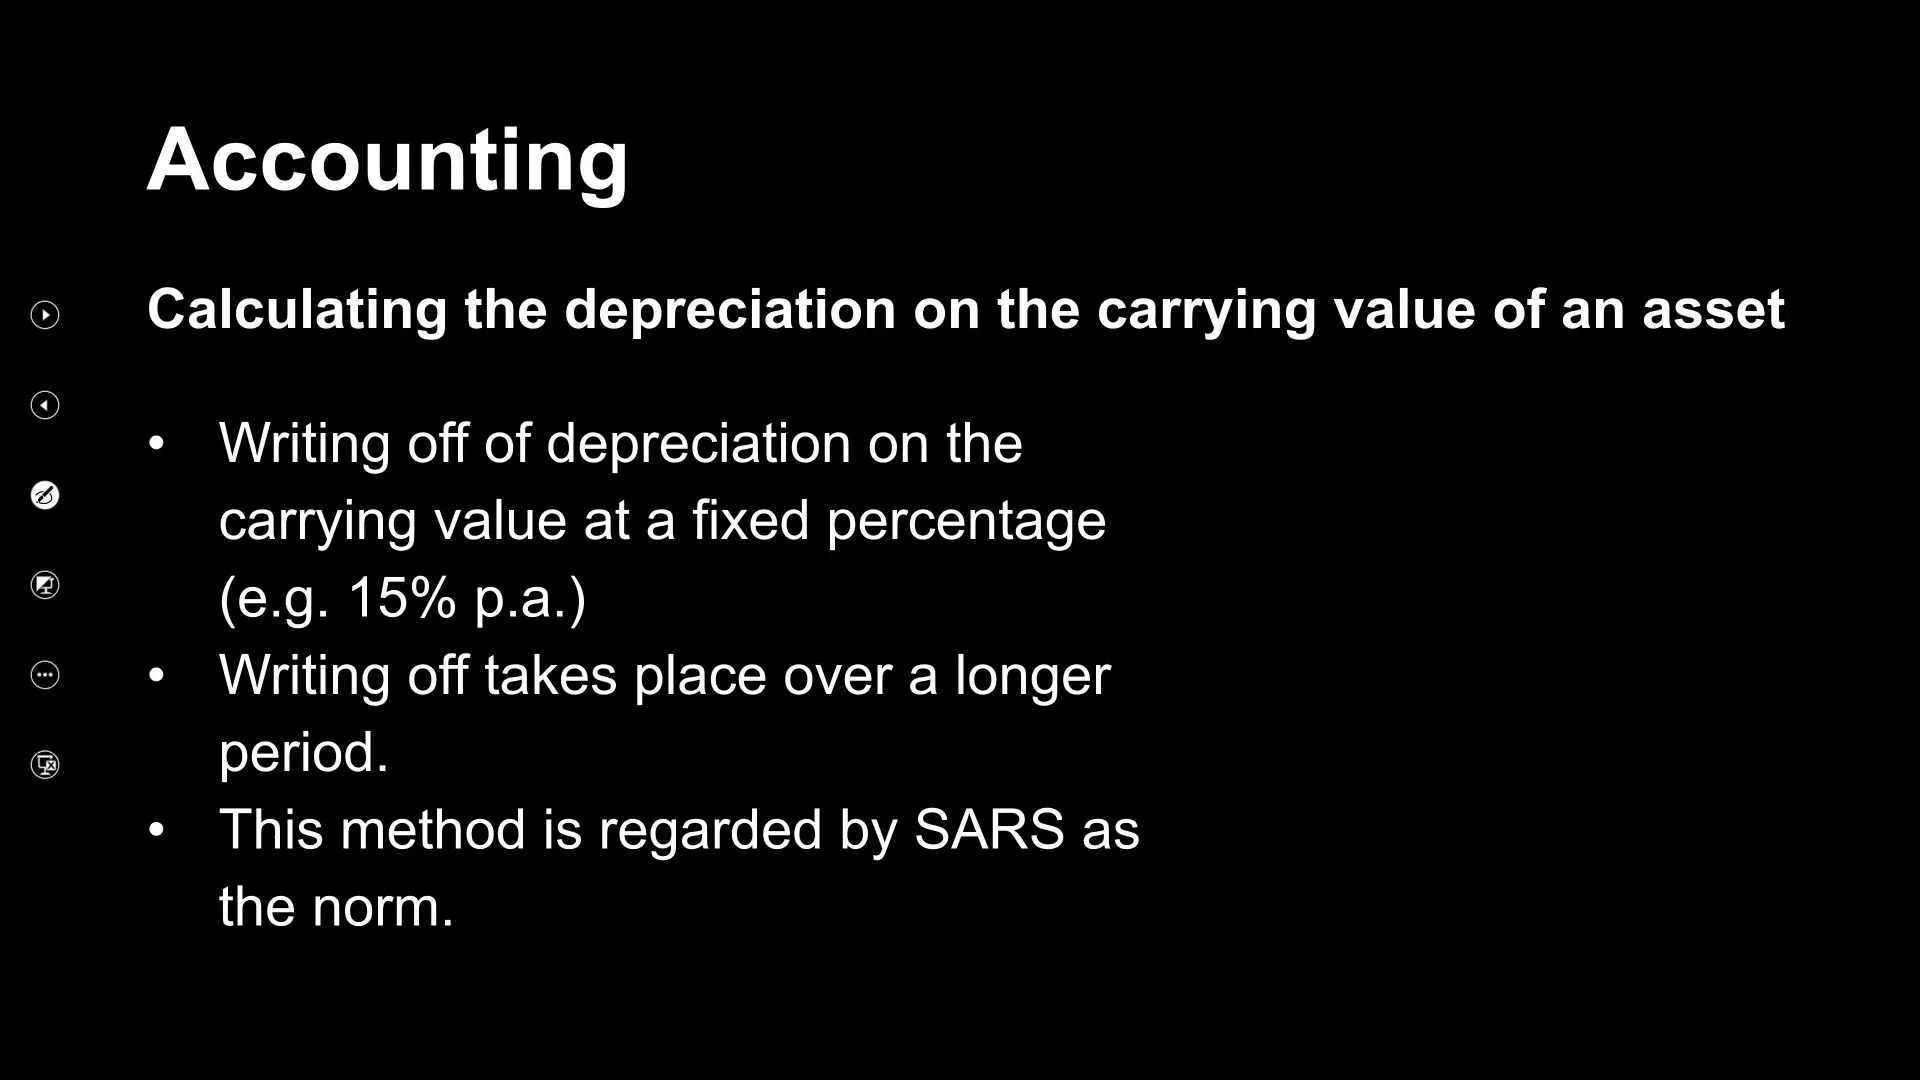 Accounting
Calculating the depreciation on the carrying value of an asset
• Writing off of depreciation on the
carrying value at a fixed percentage
(e.g. 15% p.a.)
• Writing off takes place over a longer
period.
• This method is regarded by SARS as
the norm.